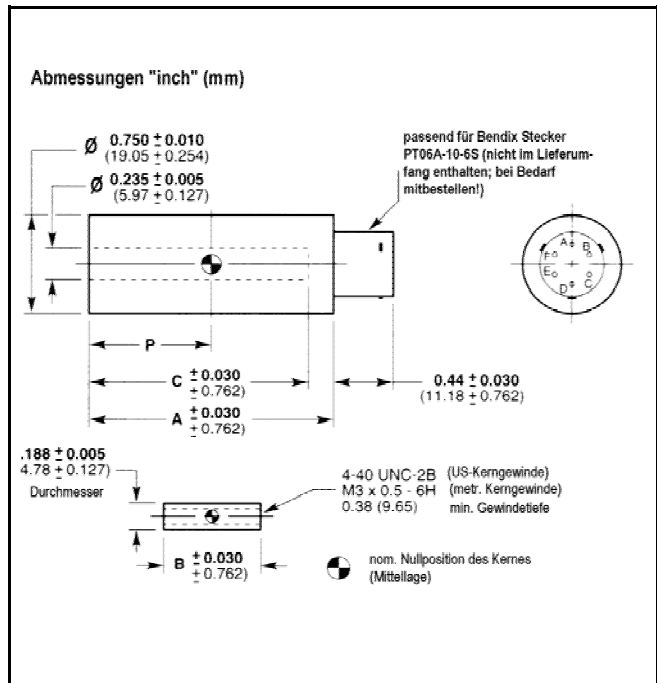 Abmessungen "inch" (mm)
Ø 0.750 ± 0.010
(19.05 ± 0.254)
Ø 0.235 ± 0.005
(5.97 ± 0.127)
passend für Bendix Stecker
PT06A-10-6S (nicht im Lieferum-
fang enthalten; bei Bedarf
mitbestellen!)
A
B
C
D
E
F
P
C ± 0.030
± 0.762)
A ± 0.030
± 0.762)
0.44 ± 0.030
(11.18 ± 0.762)
.188 ± 0.005
4.78 ± 0.127)
Durchmesser
4-40 UNC-2B (US-Kerngewinde)
M3 x 0.5 - 6H (metr. Kerngewinde)
0.38 (9.65) min. Gewindetiefe
B ± 0.030
± 0.762)
nom. Nullposition des Kernes
(Mittellage)